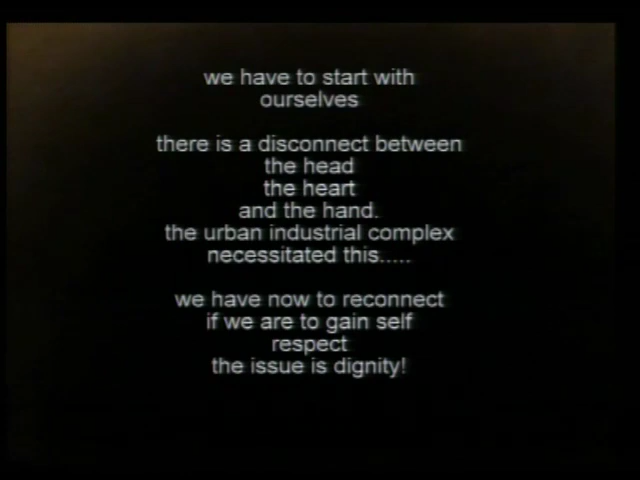 we have to start with
ourselves
there is a disconnect between
the head
the heart
and the hand.
the urban industrial complex
necessitated this.....
we have now to reconnect
if we are to gain self
respect
the issue is dignity!